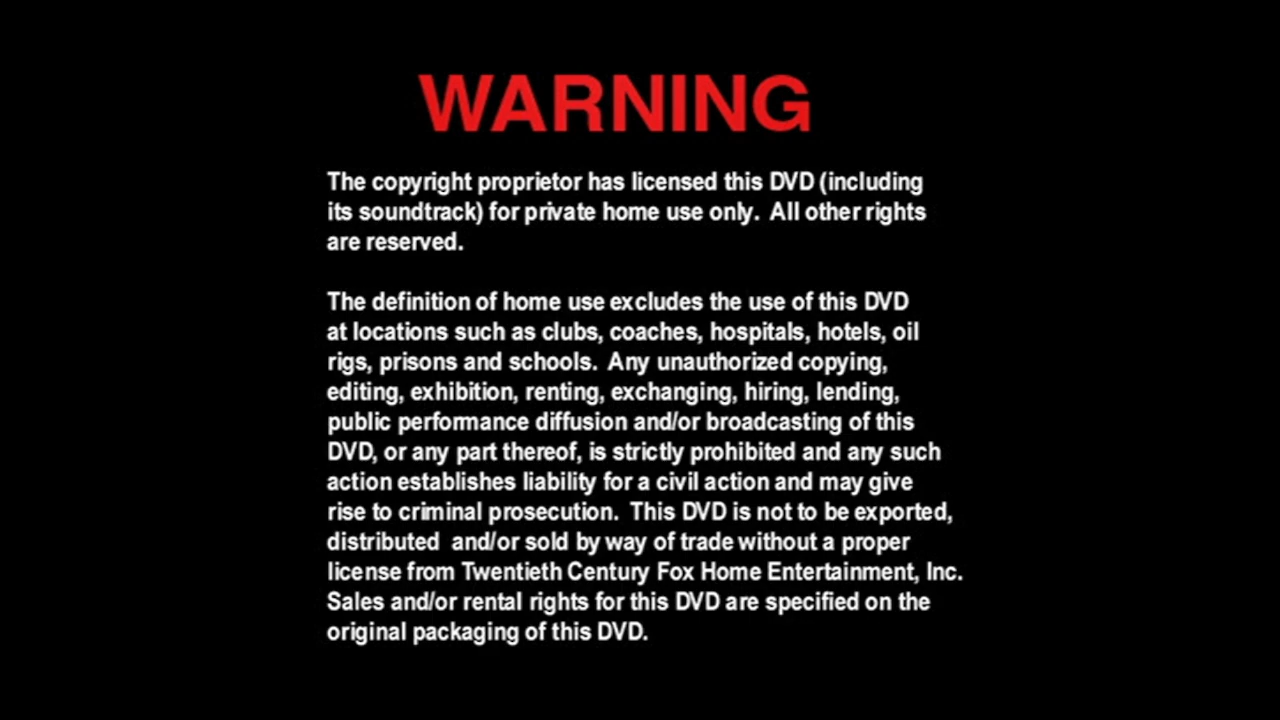 WARNING
The copyright proprietor has licensed this DVD (including
its soundtrack) for private home use only.  All other rights
are reserved.
The definition of home use excludes the use of this DVD
at locations such as clubs, coaches, hospitals, hotels, oil
rigs, prisons and schools.  Any unauthorized copying,
editing, exhibition, renting, exchanging, hiring, lending,
public performance diffusion and/or broadcasting of this
DVD, or any part thereof, is strictly prohibited and any such
action establishes liability for a civil action and may give
rise to criminal prosecution.  This DVD is not to be exported,
distributed  and/or sold by way of trade without a proper
license from Twentieth Century Fox Home Entertainment, Inc.
Sales and/or rental rights for this DVD are specified on the
original packaging of this DVD.